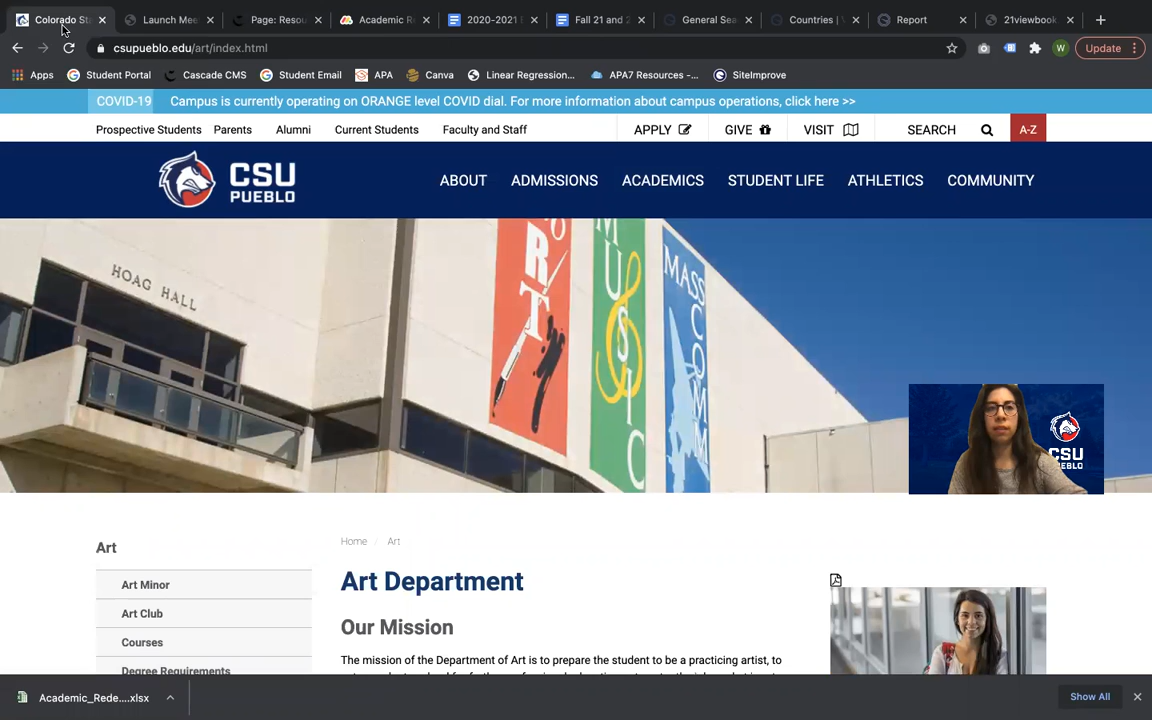 Colorado Sta
Launch Mee
Page: Resou
Academic R
2020-2021 E
Fall 21 and 2
General Sea
Countries | V
Report
21viewbook
csupueblo.edu/art/index.html
W
Update
Apps
Student Portal
Cascade CMS
Student Email
APA
Canva
Linear Regression...
APA7 Resources -...
SiteImprove
COVID-19
Campus is currently operating on ORANGE level COVID dial. For more information about campus operations, click here >>
Prospective Students
Parents
Alumni
Current Students
Faculty and Staff
APPLY
GIVE
VISIT
SEARCH
A-Z
CSU
PUEBLO
ABOUT
ADMISSIONS
ACADEMICS
STUDENT LIFE
ATHLETICS
COMMUNITY
HOAG HALL
ART
MUSIC
MASS COMM
CSU
PUEBLO
Home / Art
Art
Art Minor
Art Club
Courses
Degree Requirements
Art Department
Our Mission
The mission of the Department of Art is to prepare the student to be a practicing artist, to
Academic_Rede....xlsx
Show All